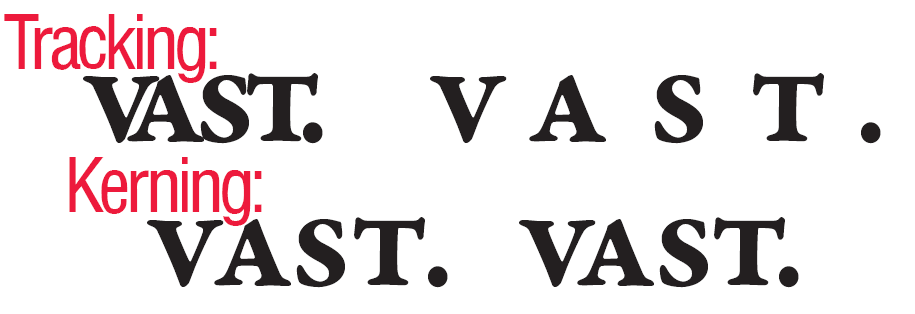 Tracking:
VAST. V A S T .
Kerning:
VAST. VAST.